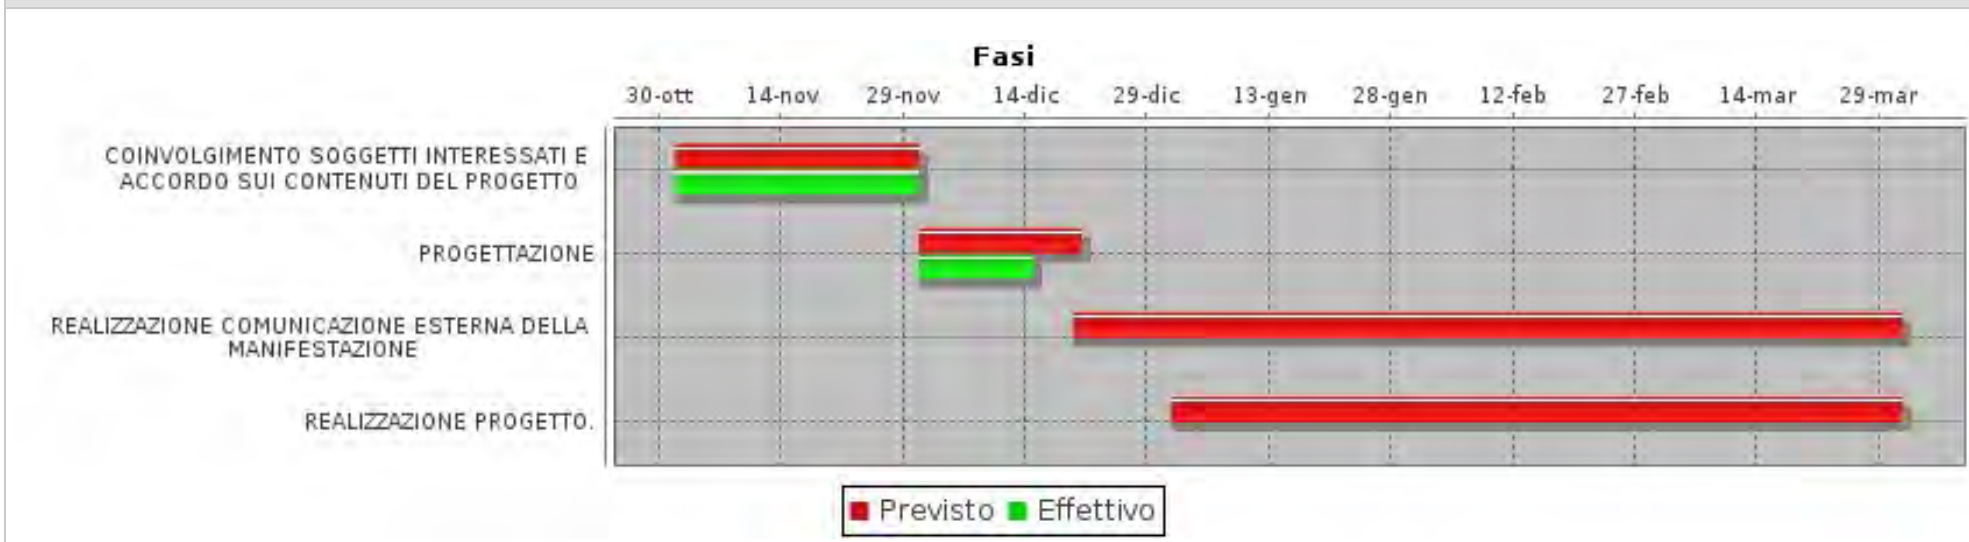 Fasi
30-ott 14-nov 29-nov 14-dic 29-dic 13-gen 28-gen 12-feb 27-feb 14-mar 29-mar
COINVOLGIMENTO SOGGETTI INTERESSATI E
ACCORDO SUI CONTENUTI DEL PROGETTO
PROGETTAZIONE
REALIZZAZIONE COMUNICAZIONE ESTERNA DELLA
MANIFESTAZIONE
REALIZZAZIONE PROGETTO.
Previsto Effettivo